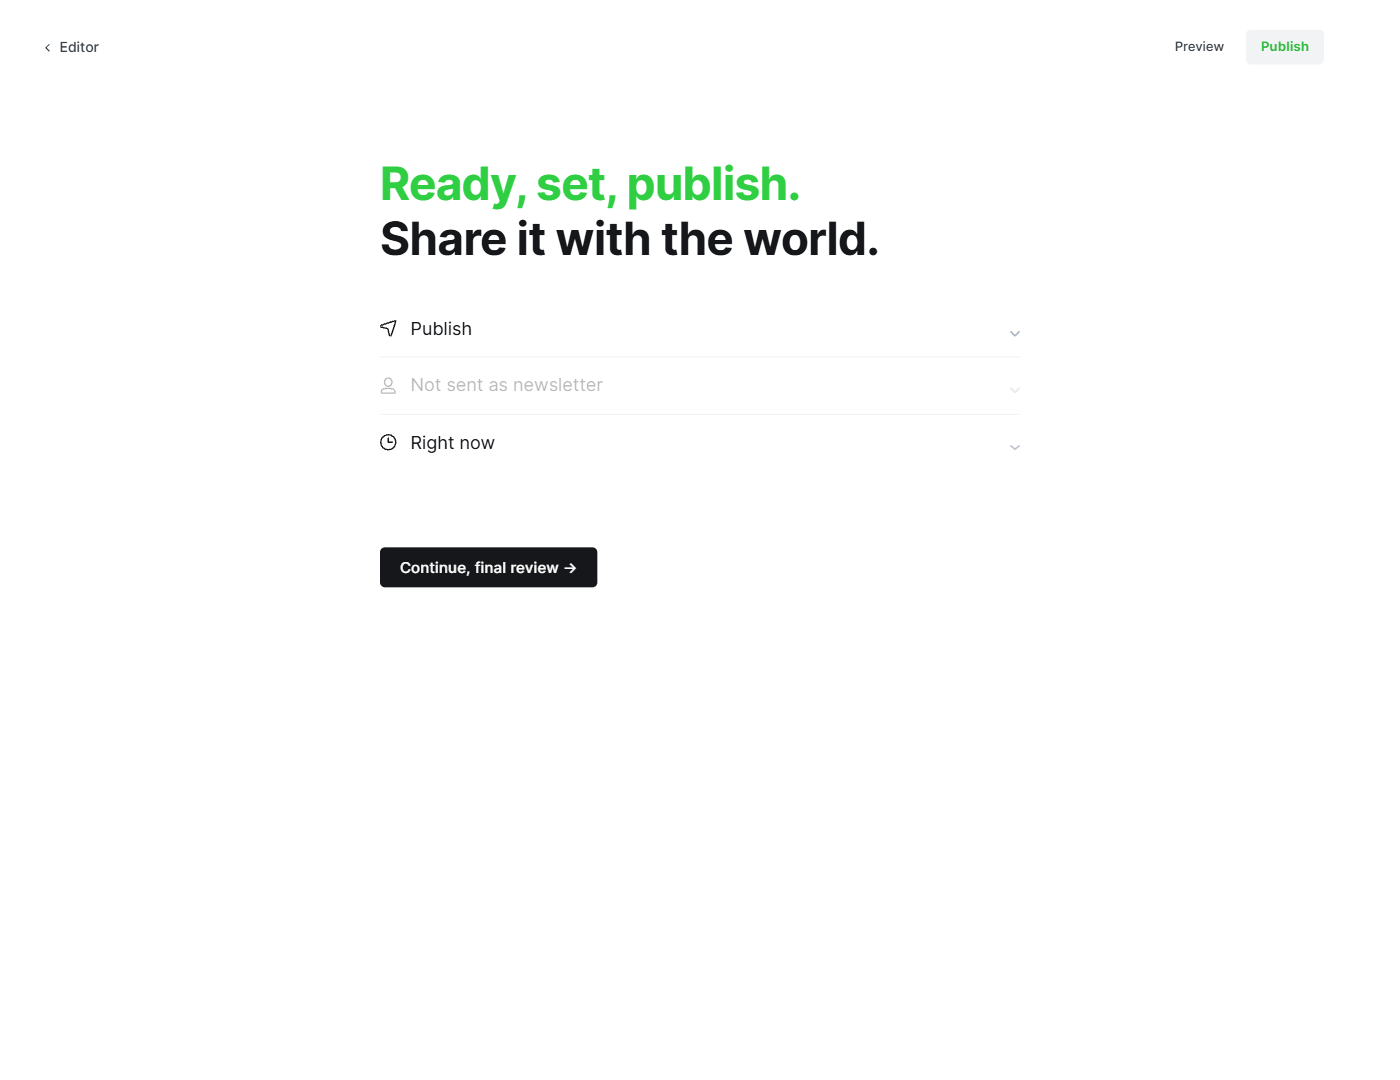 Editor
Preview
Publish
Ready, set, publish.
Share it with the world.
Publish
Not sent as newsletter
Right now
Continue, final review →